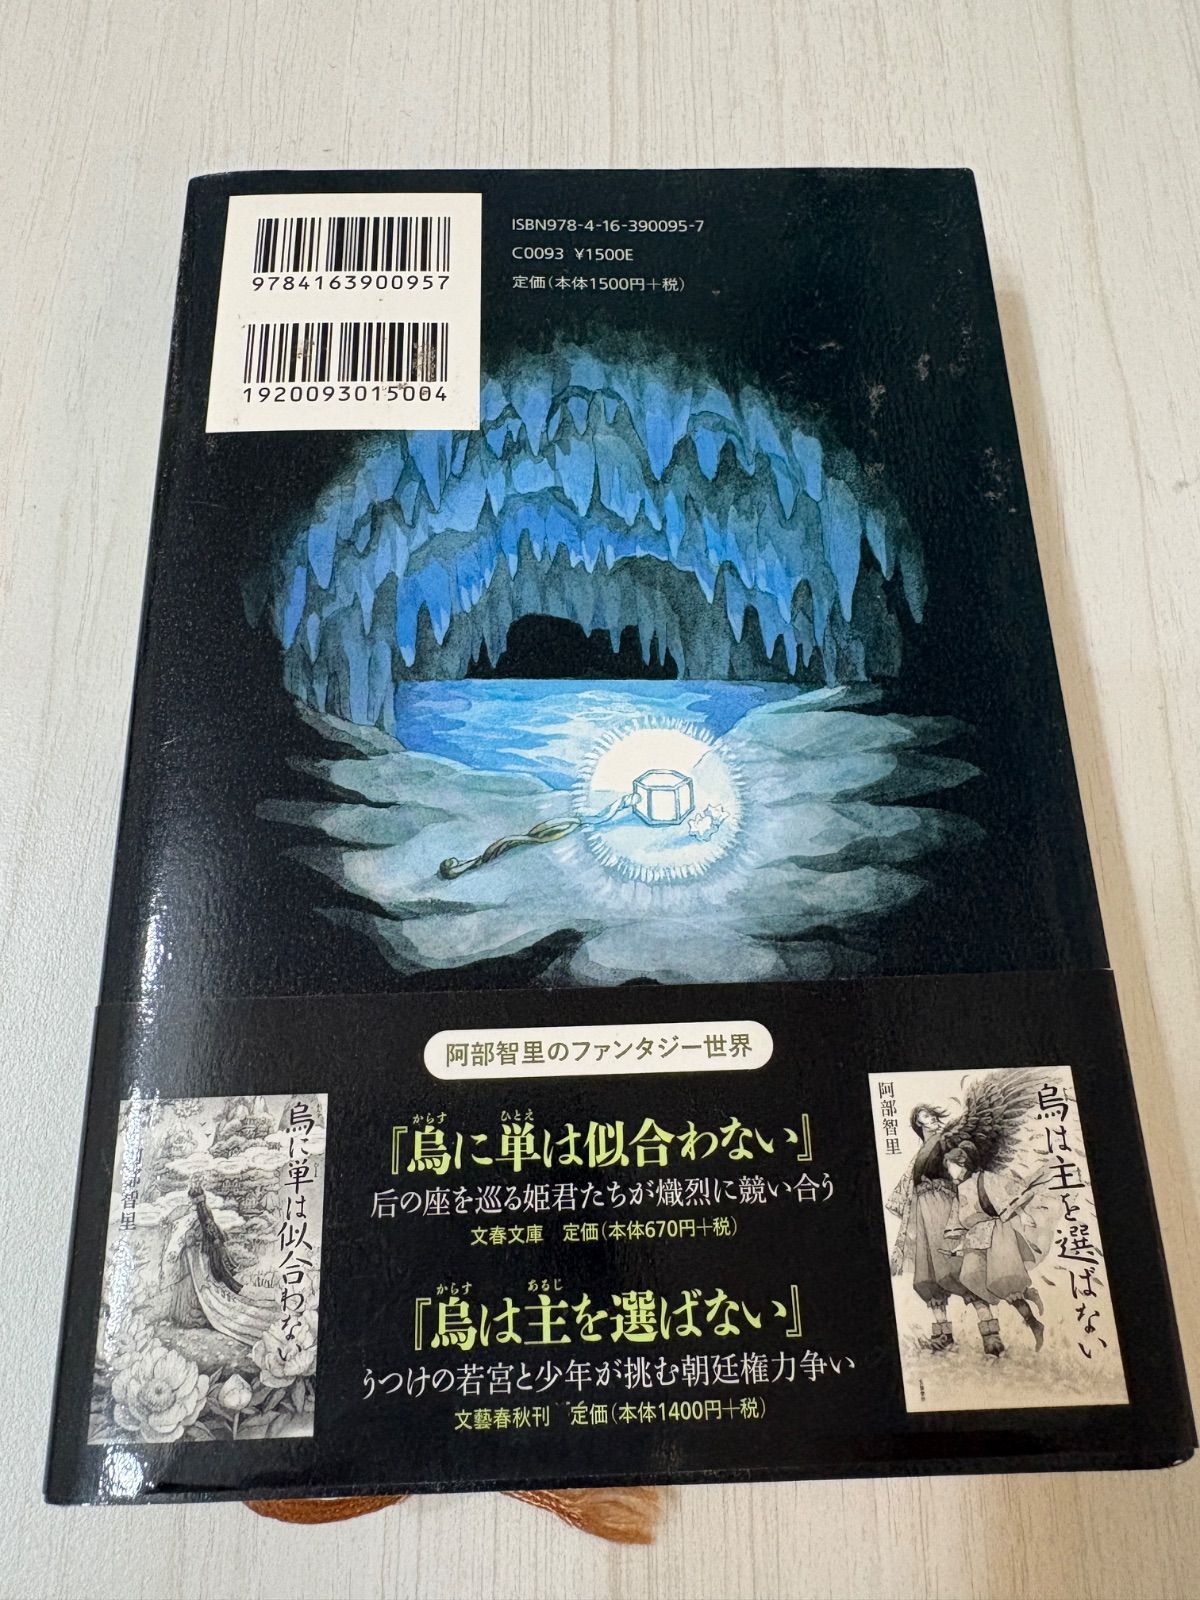 9784163900957
1920093015004
ISBN978-4-16-390095-7
C0093 ¥1500E
定価(本体1500円+税)
阿部智里のファンタジー世界
烏に単は似合わない
阿部智里
からす ひとえ
『烏に単は似合わない』
后の座を巡る姫君たちが熾烈に競い合う
文春文庫 定価(本体670円+税)
からす あるじ
『烏は主を選ばない』
うつけの若宮と少年が挑む朝廷権力争い
文藝春秋刊 定価(本体1400円+税)
烏は主を選ばない
阿部智里